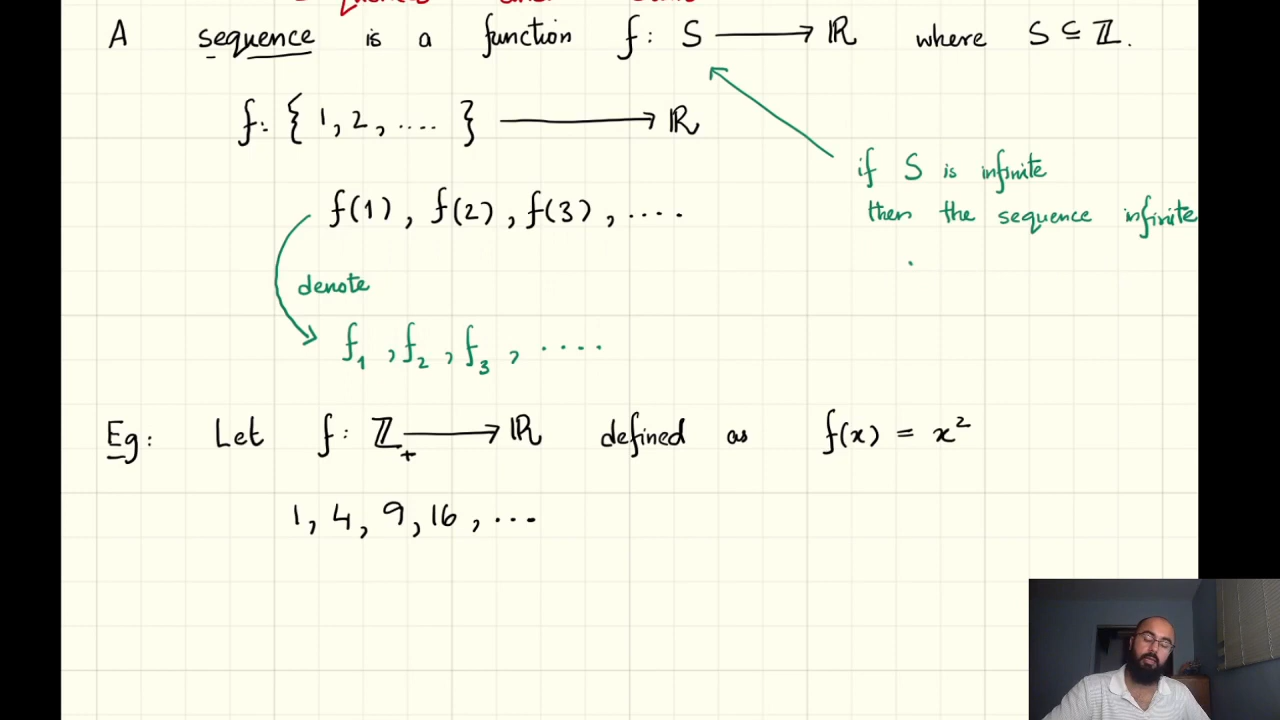 A sequence is a function f: S ⟶ ℝ where S ⊆ ℤ.
f: { 1, 2, .... } ⟶ ℝ
if S is infinite
then the sequence infinite
f(1), f(2), f(3), ....
denote
f₁, f₂, f₃, ....
Eg: Let f: ℤ₊ ⟶ ℝ defined as f(x) = x²
1, 4, 9, 16, ...